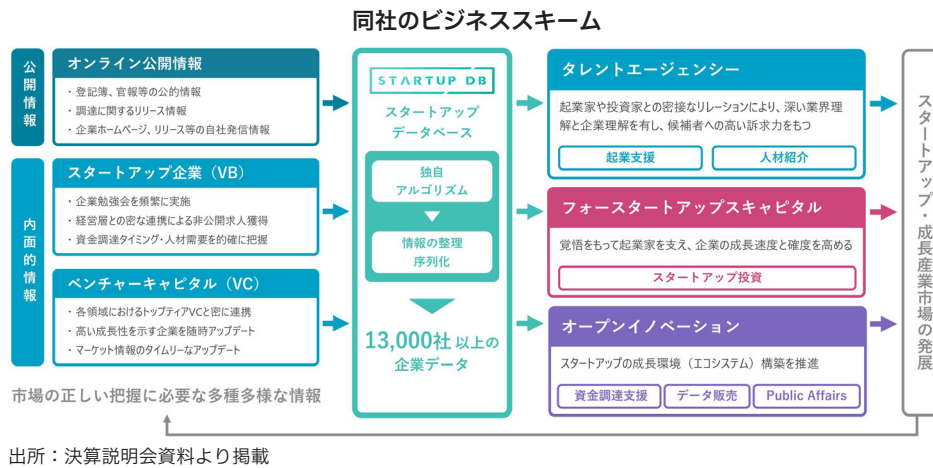 同社のビジネススキーム
公開情報
オンライン公開情報
・登記簿、官報等の公的情報
・調達に関するリリース情報
・企業ホームページ、リリース等の自社発信情報
内面的情報
スタートアップ企業（VB）
・企業勉強会を頻繁に実施
・経営層との密な連携による非公開求人獲得
・資金調達タイミング・人材需要を的確に把握
ベンチャーキャピタル（VC）
・各領域におけるトップティアVCと密に連携
・高い成長性を示す企業を随時アップデート
・マーケット情報のタイムリーなアップデート
市場の正しい把握に必要な多種多様な情報
STARTUP DB
スタートアップ
データベース
独自
アルゴリズム
情報の整理
序列化
13,000社 以上の
企業データ
タレントエージェンシー
起業家や投資家との密接なリレーションにより、深い業界理
解と企業理解を有し、候補者への高い訴求力をもつ
起業支援
人材紹介
フォースタートアップスキャピタル
覚悟をもって起業家を支え、企業の成長速度と確度を高める
スタートアップ投資
オープンイノベーション
スタートアップの成長環境（エコシステム）構築を推進
資金調達支援
データ販売
Public Affairs
スタートアップ・成長産業市場の発展
出所：決算説明会資料より掲載